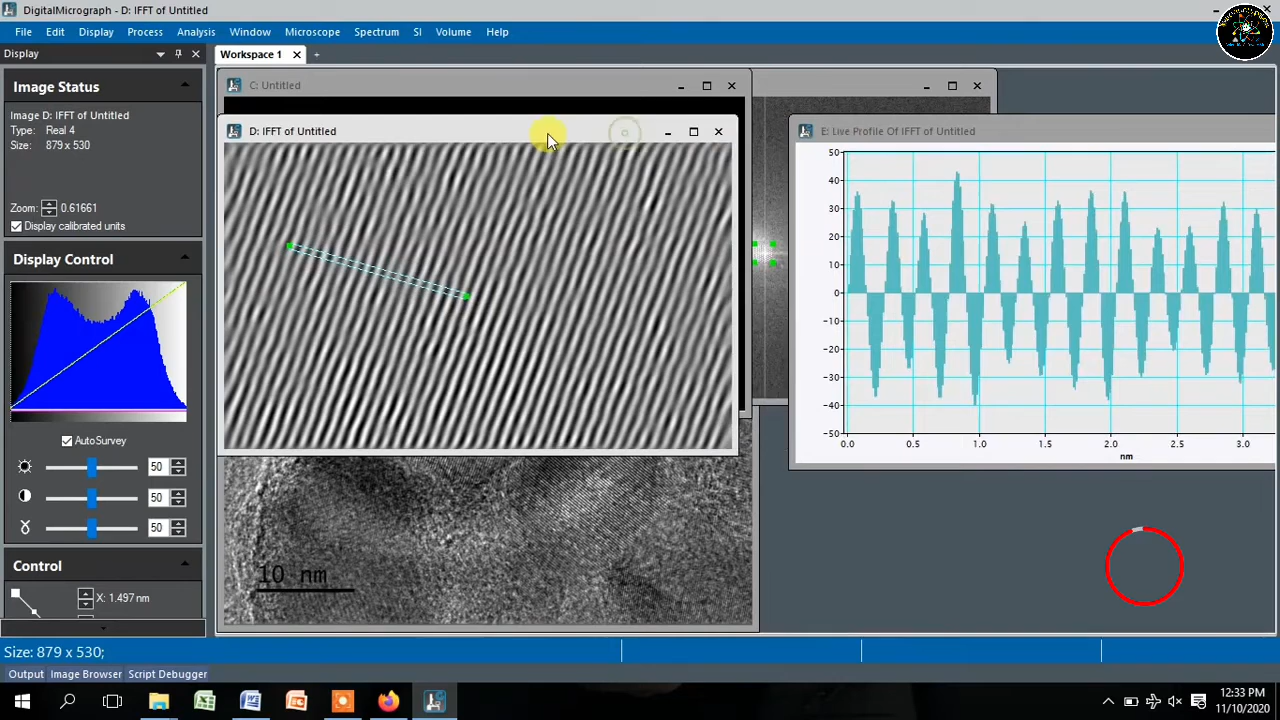 DigitalMicrograph - D: IFFT of Untitled
File Edit Display Process Analysis Window Microscope Spectrum SI Volume Help
Display
Workspace 1
Image Status
Image D: IFFT of Untitled
Type: Real 4
Size: 879 x 530
Zoom: 0.61661
Display calibrated units
Display Control
AutoSurvey
50
50
50
Control
X: 1.497 nm
C: Untitled
D: IFFT of Untitled
10 nm
E: Live Profile Of IFFT of Untitled
50
40
30
20
10
0
-10
-20
-30
-40
-50
0.0 0.5 1.0 1.5 2.0 2.5 3.0
nm
Size: 879 x 530;
Output Image Browser Script Debugger
12:33 PM
11/10/2020